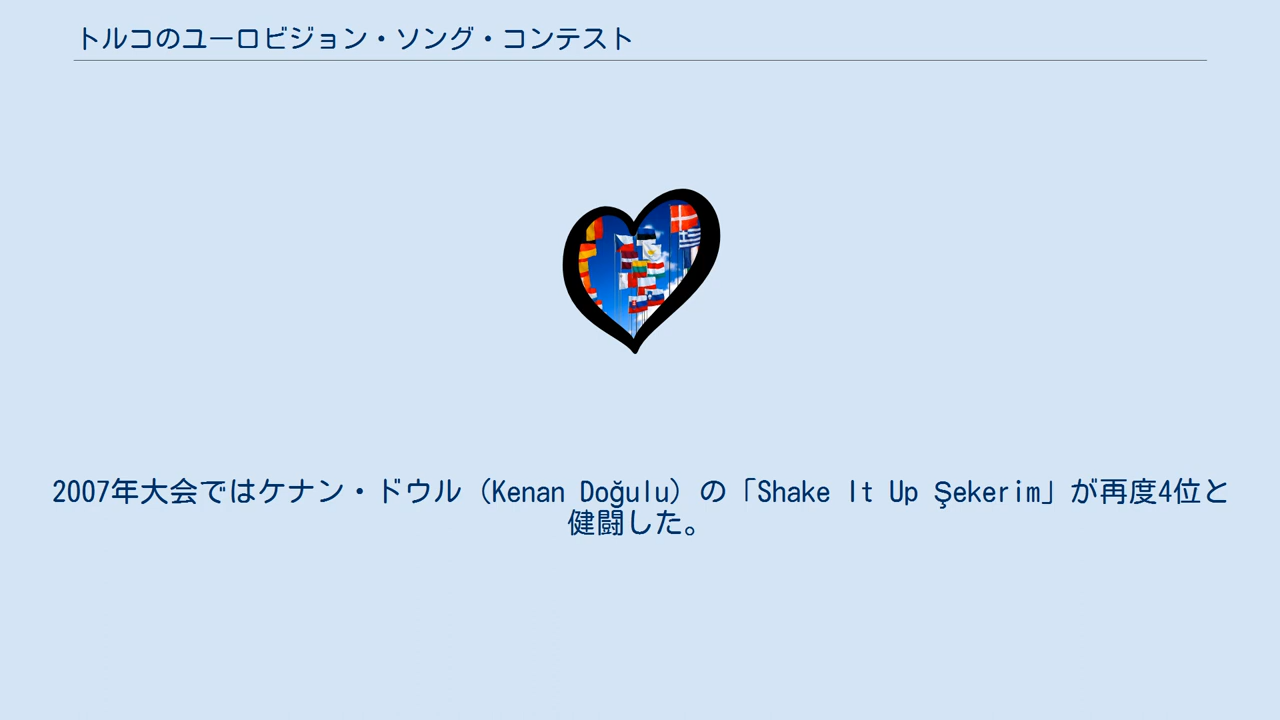 トルコのユーロビジョン・ソング・コンテスト
2007年大会ではケナン・ドウル（Kenan Doğulu）の「Shake It Up Şekerim」が再度4位と
健闘した。